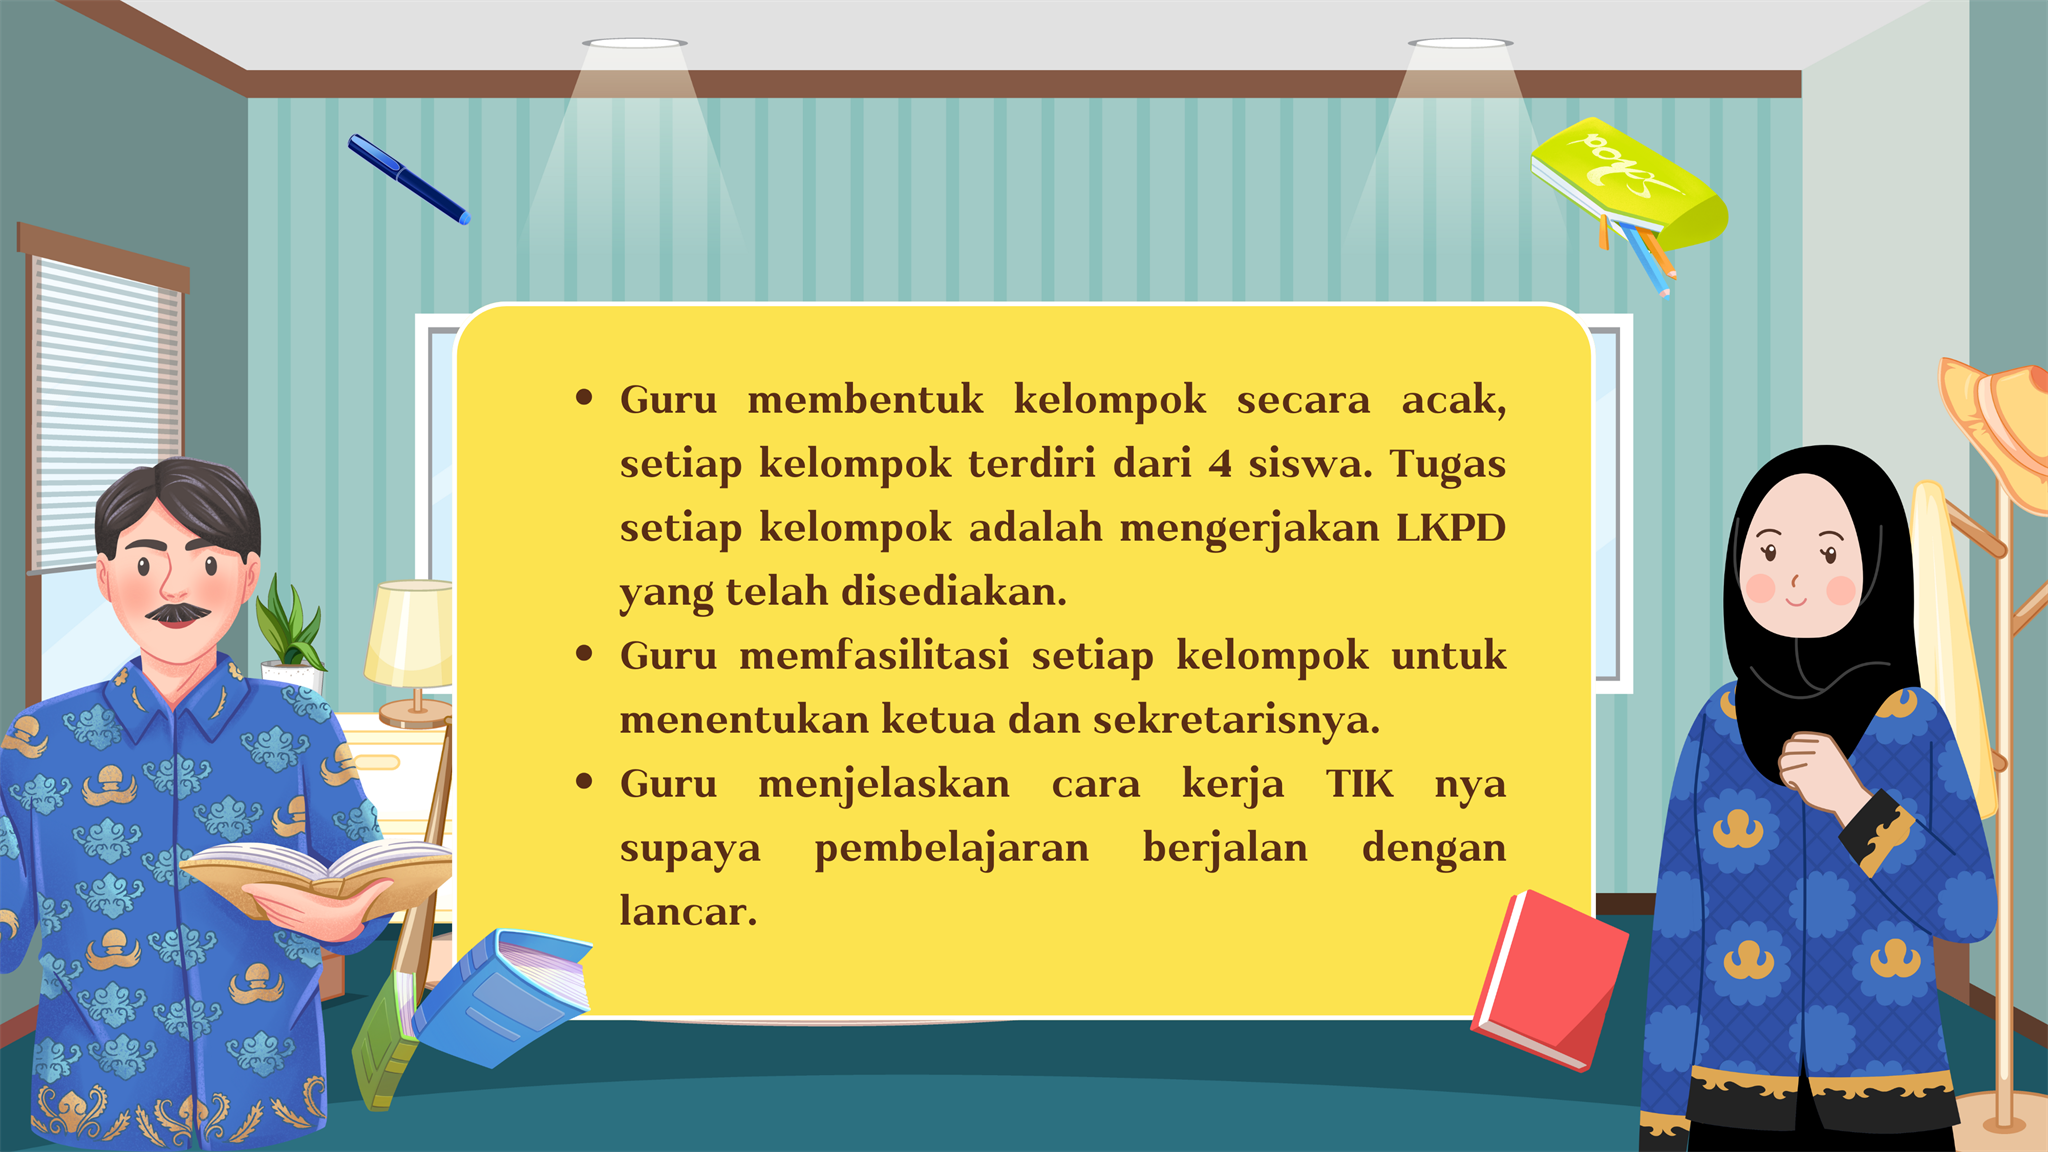 • Guru membentuk kelompok secara acak,
setiap kelompok terdiri dari 4 siswa. Tugas
setiap kelompok adalah mengerjakan LKPD
yang telah disediakan.
• Guru memfasilitasi setiap kelompok untuk
menentukan ketua dan sekretarisnya.
• Guru menjelaskan cara kerja TIK nya
supaya pembelajaran berjalan dengan
lancar.